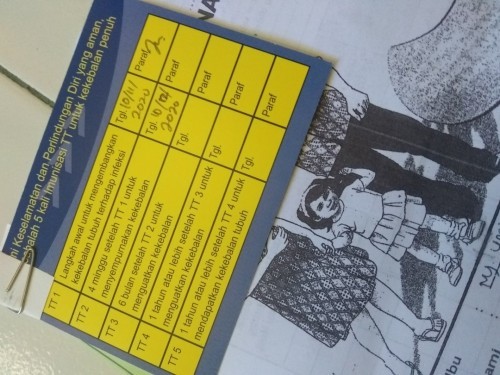 ni Keselamatan dan Perlindungan Diri yang aman,
alah 5 kali Imunisasi TT untuk kekebalan penuh
TT 1 Langkah awal untuk mengembangkan kekebalan tubuh terhadap infeksi Tgl. 10/11/2020 Paraf
TT 2 4 minggu setelah TT 1 untuk menyempurnakan kekebalan Tgl. 10/12/2020 Paraf
TT 3 6 bulan setelah TT 2 untuk menguatkan kekebalan Tgl. Paraf
TT 4 1 tahun atau lebih setelah TT 3 untuk menguatkan kekebalan Tgl. Paraf
TT 5 1 tahun atau lebih setelah TT 4 untuk mendapatkan kekebalan tubuh Tgl. Paraf
NA
Ibu